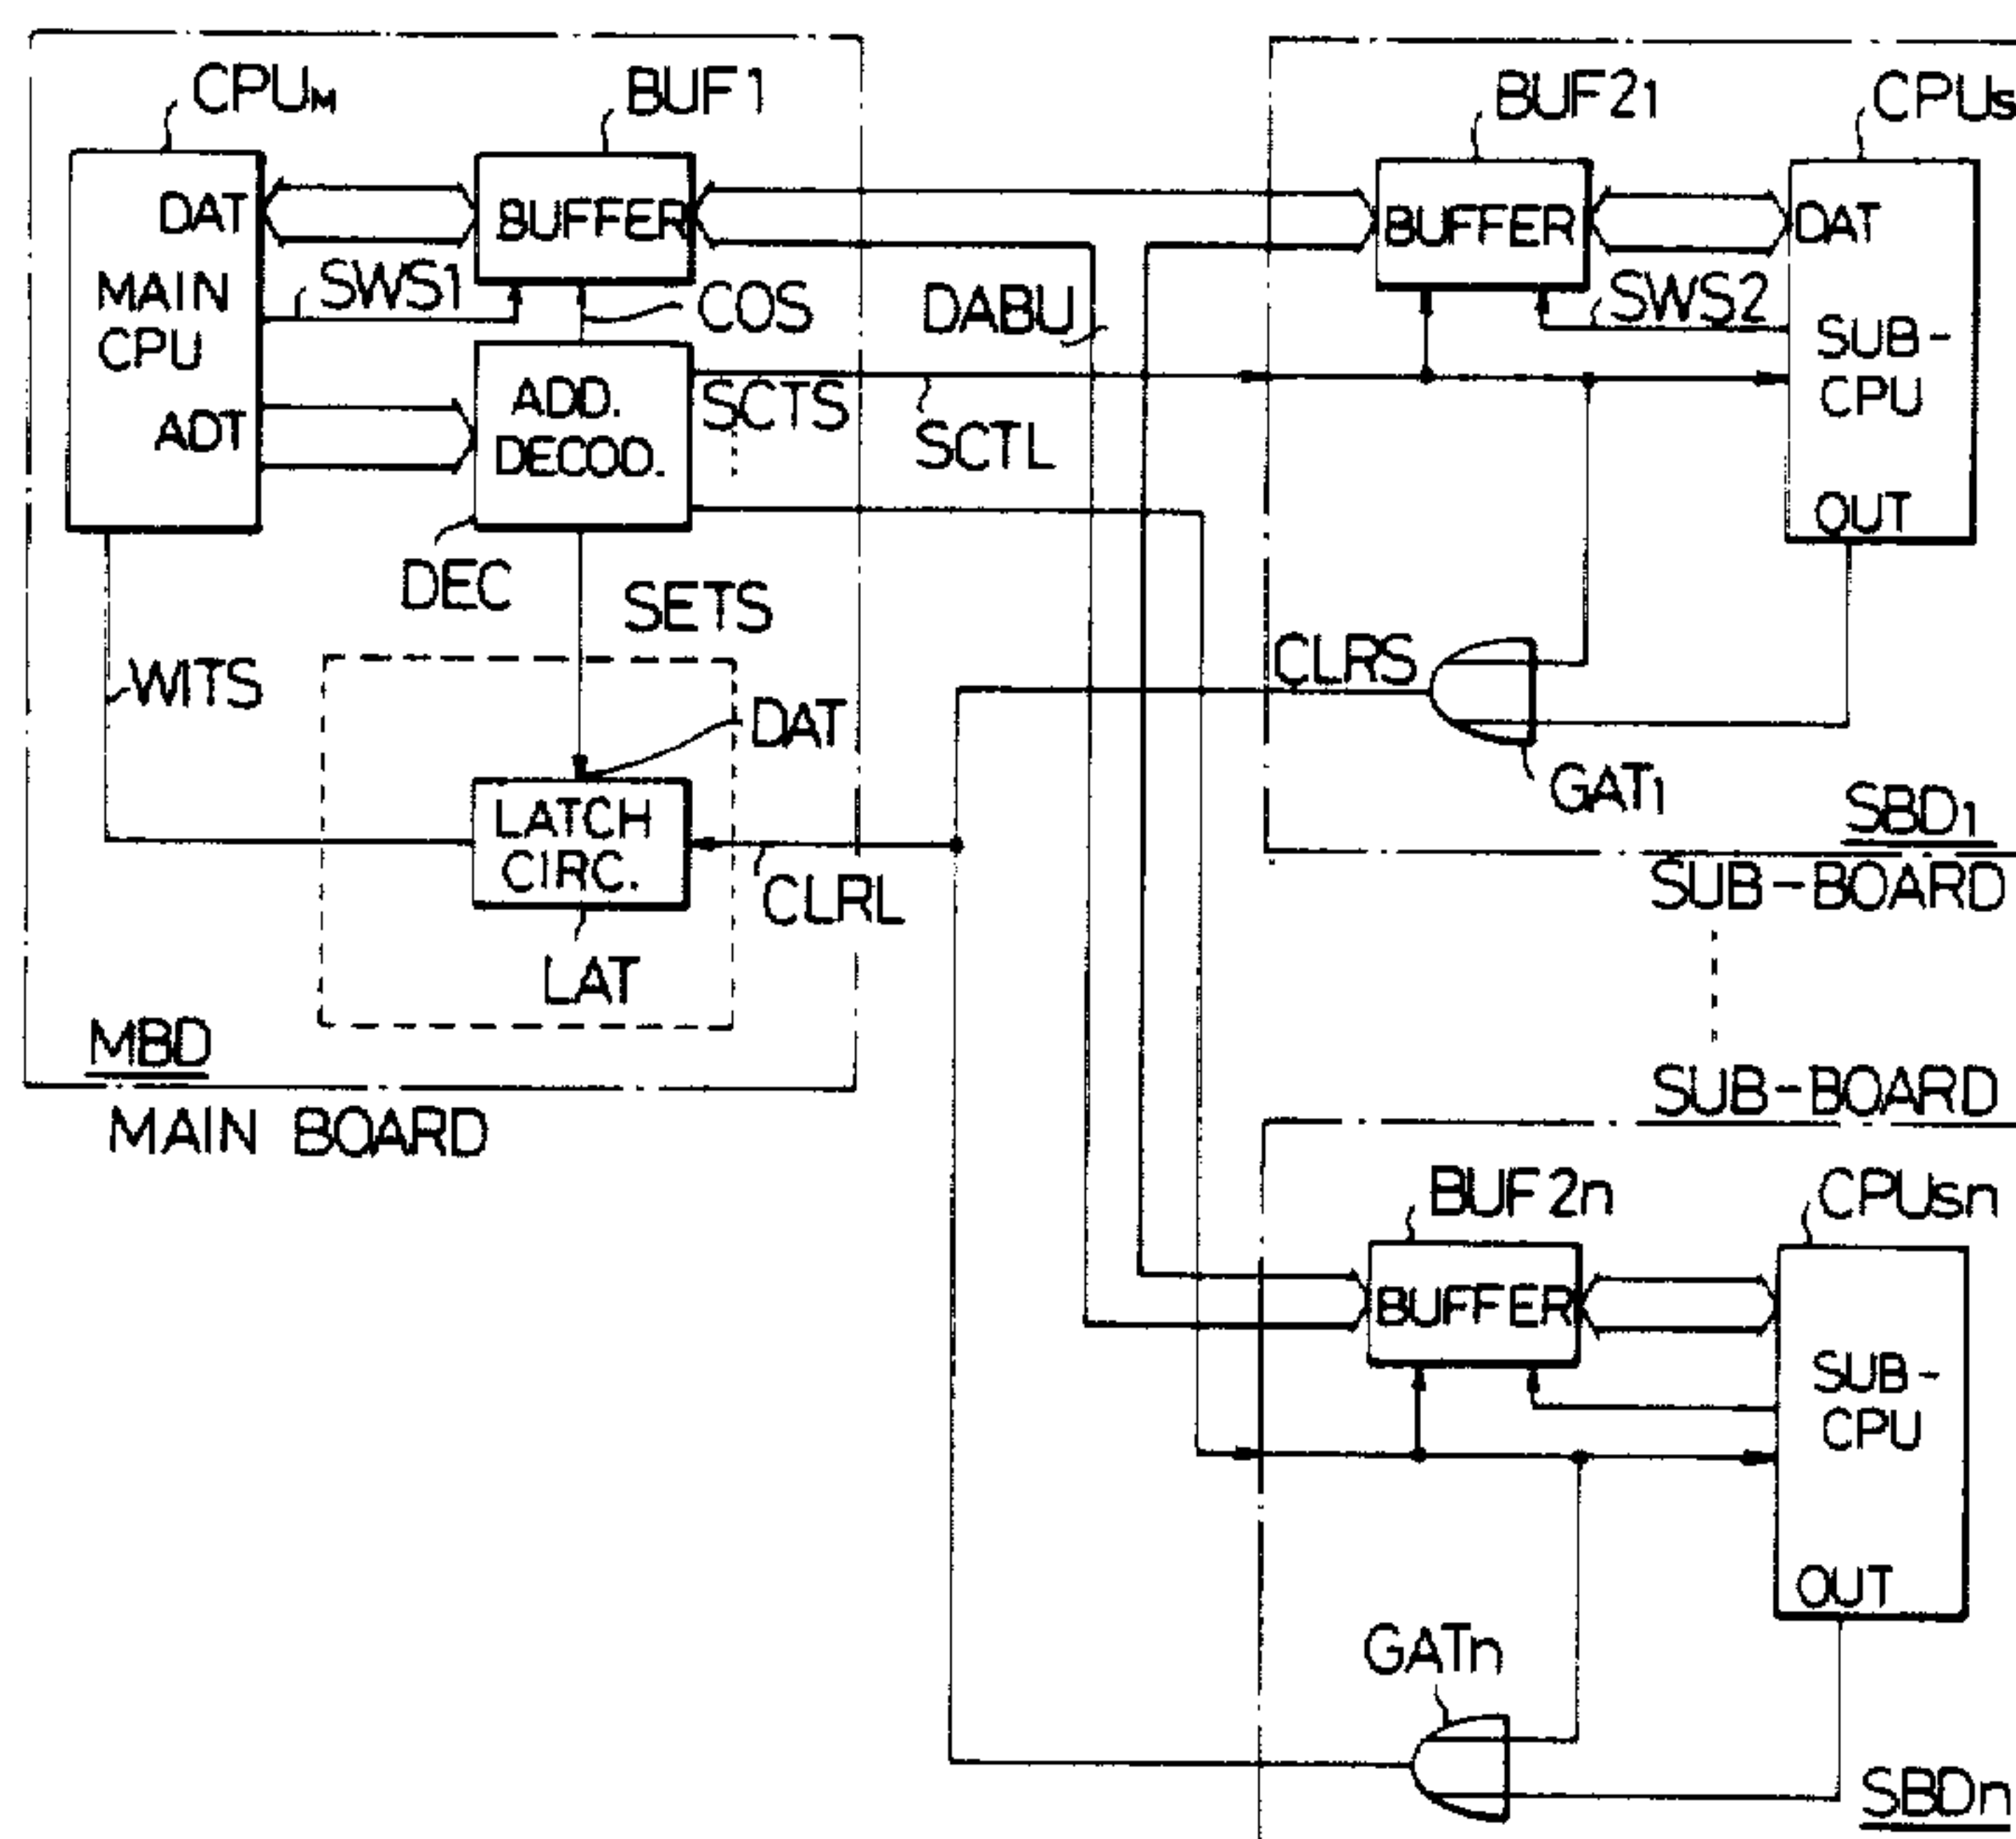 CPUM
BUF1
DAT
BUFFER
MAIN
CPU
SWS1
COS
ADT
ADD.
DECOD.
SCTS
SCTL
DABU
DEC
SETS
WITS
DAT
LATCH
CIRC.
CLRL
LAT
MBD
MAIN BOARD
BUF21
CPUs
BUFFER
DAT
SWS2
SUB-
CPU
OUT
CLRS
GAT1
SBD1
SUB-BOARD
SUB-BOARD
BUF2n
CPUsn
BUFFER
SUB-
CPU
OUT
GATn
SBDn